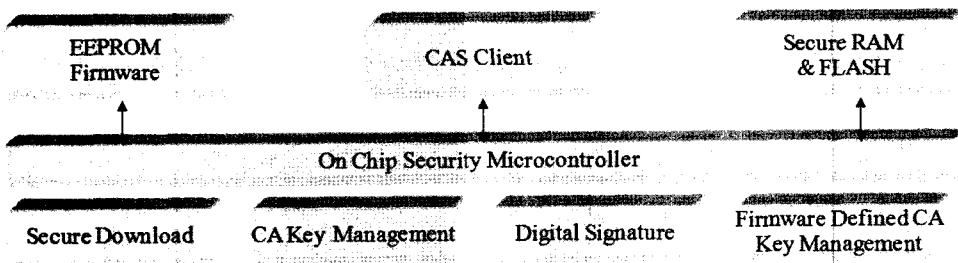 EEPROM
Firmware
CAS Client
Secure RAM
& FLASH
On Chip Security Microcontroller
Secure Download
CA Key Management
Digital Signature
Firmware Defined CA
Key Management